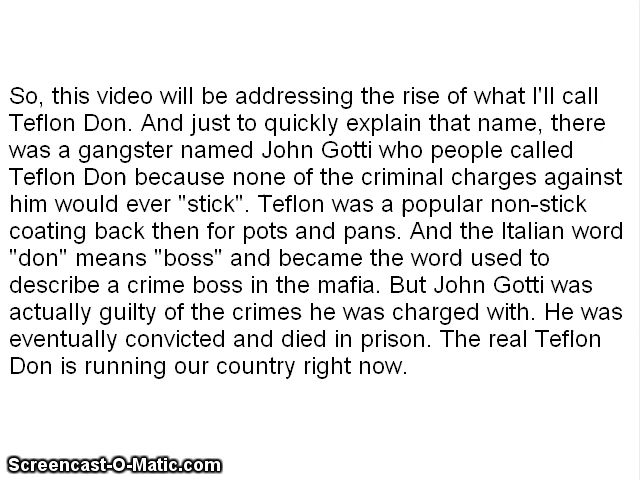 So, this video will be addressing the rise of what I'll call
Teflon Don. And just to quickly explain that name, there
was a gangster named John Gotti who people called
Teflon Don because none of the criminal charges against
him would ever "stick". Teflon was a popular non-stick
coating back then for pots and pans. And the Italian word
"don" means "boss" and became the word used to
describe a crime boss in the mafia. But John Gotti was
actually guilty of the crimes he was charged with. He was
eventually convicted and died in prison. The real Teflon
Don is running our country right now.
Screencast-O-Matic.com